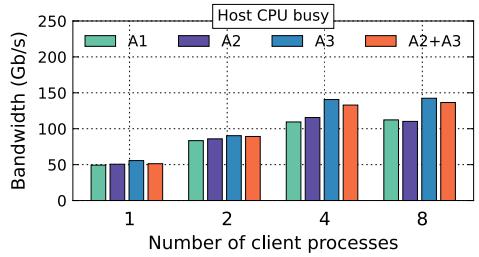 Host CPU busy
A1 A2 A3 A2+A3
Bandwidth (Gb/s)
250
200
150
100
50
0
1 2 4 8
Number of client processes